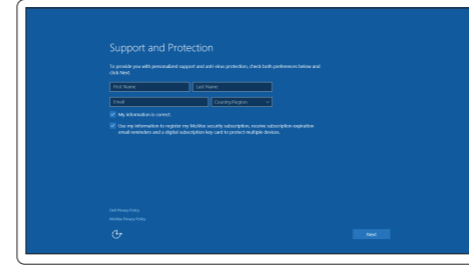 Support and Protection
To provide you with personalized support and anti-virus protection, check both preferences below and
click Next.
First Name
Last Name
Email
Country/Region
My information is correct.
Use my information to register my McAfee security subscription, receive subscription expiration
email reminders and a digital subscription key card to protect multiple devices.
Dell Privacy Policy
McAfee Privacy Policy
Next